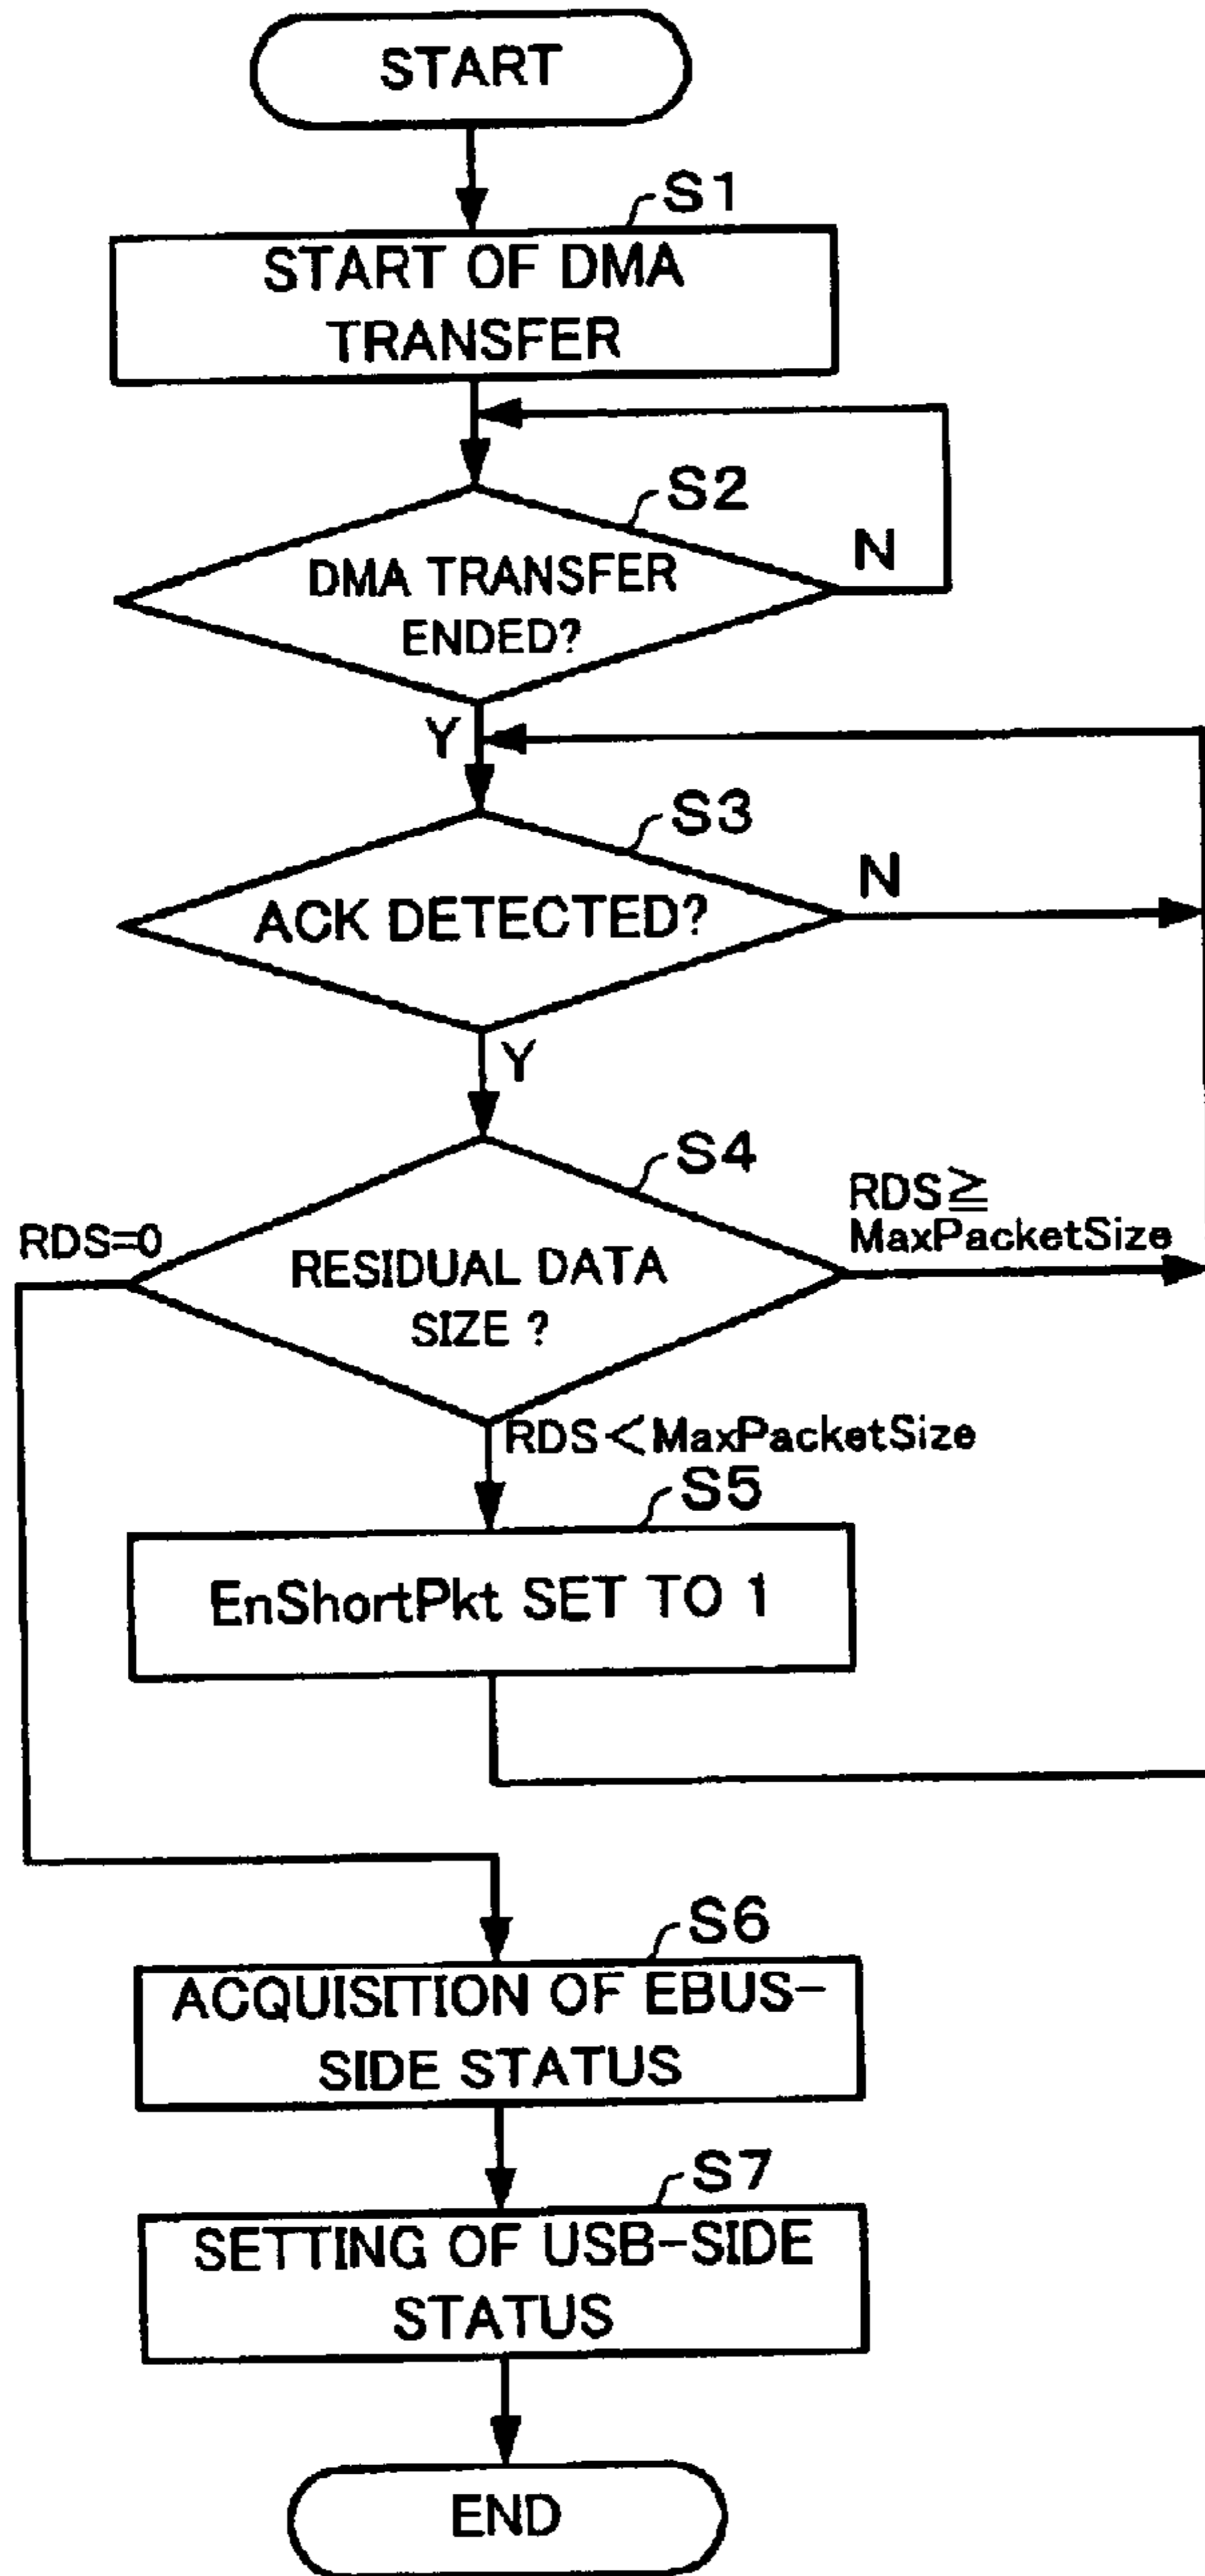 START
S1
START OF DMA
TRANSFER
S2
DMA TRANSFER
ENDED?
N
Y
S3
ACK DETECTED?
N
Y
S4
RDS=0
RESIDUAL DATA
SIZE ?
RDS≧
MaxPacketSize
RDS<MaxPacketSize
S5
EnShortPkt SET TO 1
S6
ACQUISITION OF EBUS-
SIDE STATUS
S7
SETTING OF USB-SIDE
STATUS
END